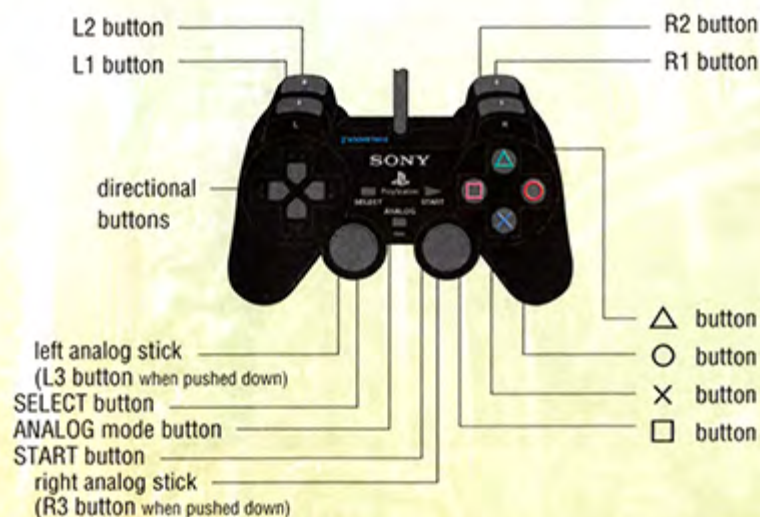 L2 button
L1 button
R2 button
R1 button
L
R
SONY
PlayStation
SELECT
START
ANALOG
directional
buttons
left analog stick
(L3 button when pushed down)
SELECT button
ANALOG mode button
START button
right analog stick
(R3 button when pushed down)
△ button
○ button
✕ button
□ button